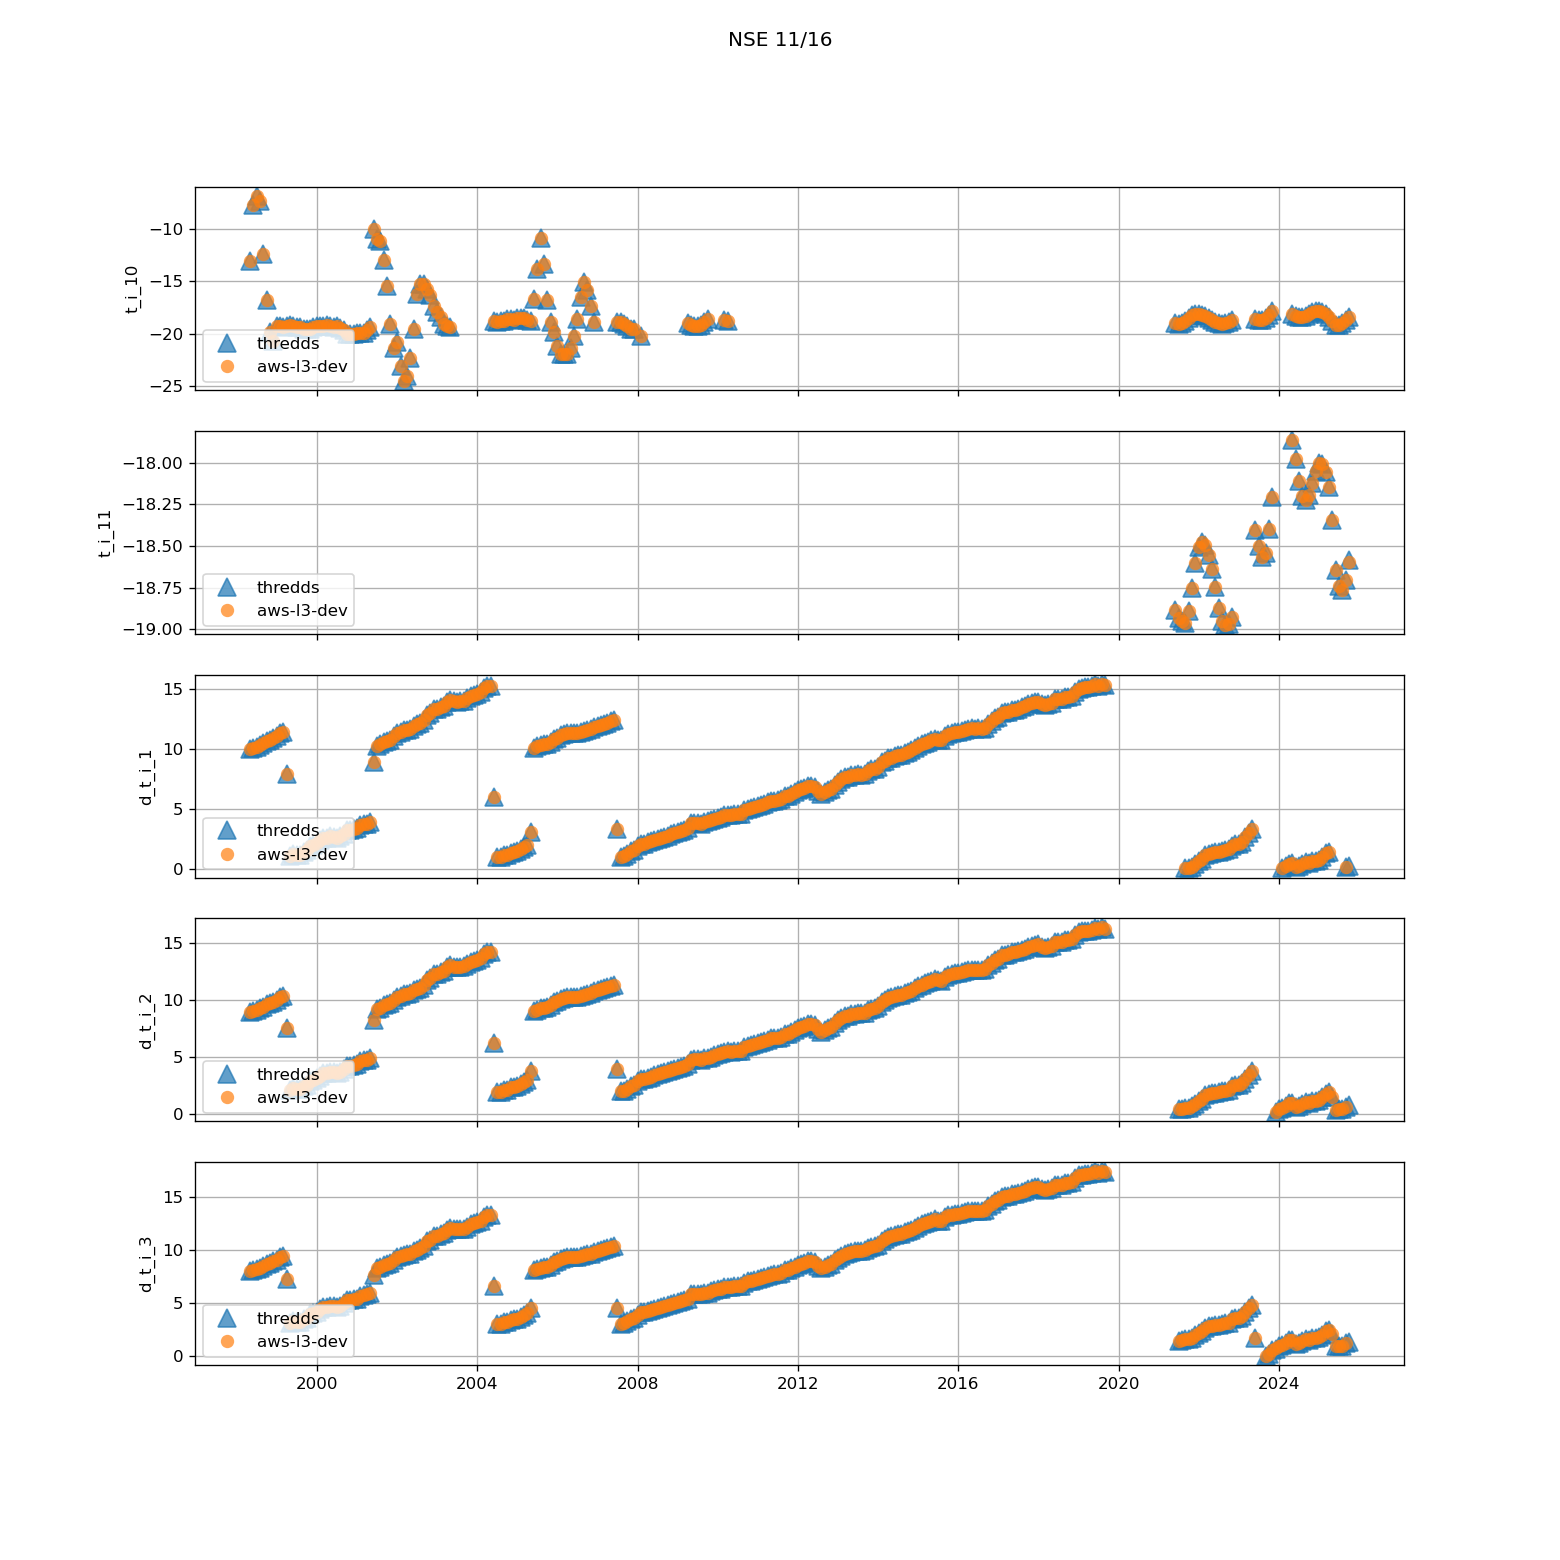 NSE 11/16
−10
−15
−20
−25
t_i_10
thredds
aws-l3-dev
−18.00
−18.25
−18.50
−18.75
−19.00
t_i_11
thredds
aws-l3-dev
15
10
5
0
d_t_i_1
thredds
aws-l3-dev
15
10
5
0
d_t_i_2
thredds
aws-l3-dev
15
10
5
0
d_t_i_3
thredds
aws-l3-dev
2000 2004 2008 2012 2016 2020 2024